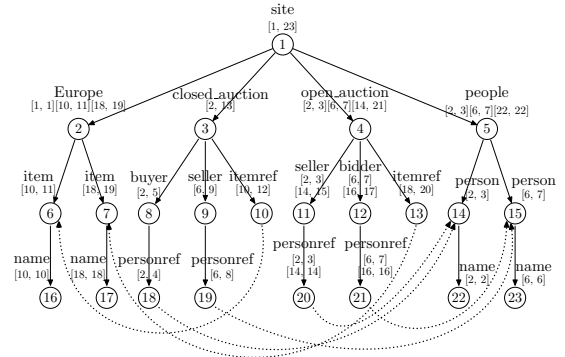 site
[1, 23]
1
Europe
[1, 1][10, 11][18, 19]
closed_auction
[2, 13]
open_auction
[2, 3][6, 7][14, 21]
people
[2, 3][6, 7][22, 22]
2
3
4
5
item
[10, 11]
item
[18, 19]
buyer
[2, 5]
seller
[6, 9]
itemref
[10, 12]
seller
[2, 3]
[14, 15]
bidder
[6, 7]
[16, 17]
itemref
[18, 20]
person
[2, 3]
person
[6, 7]
6
7
8
9
10
11
12
13
14
15
name
[10, 10]
name
[18, 18]
personref
[2, 4]
personref
[6, 8]
personref
[2, 3]
[14, 14]
personref
[6, 7]
[16, 16]
name
[2, 2]
name
[6, 6]
16
17
18
19
20
21
22
23